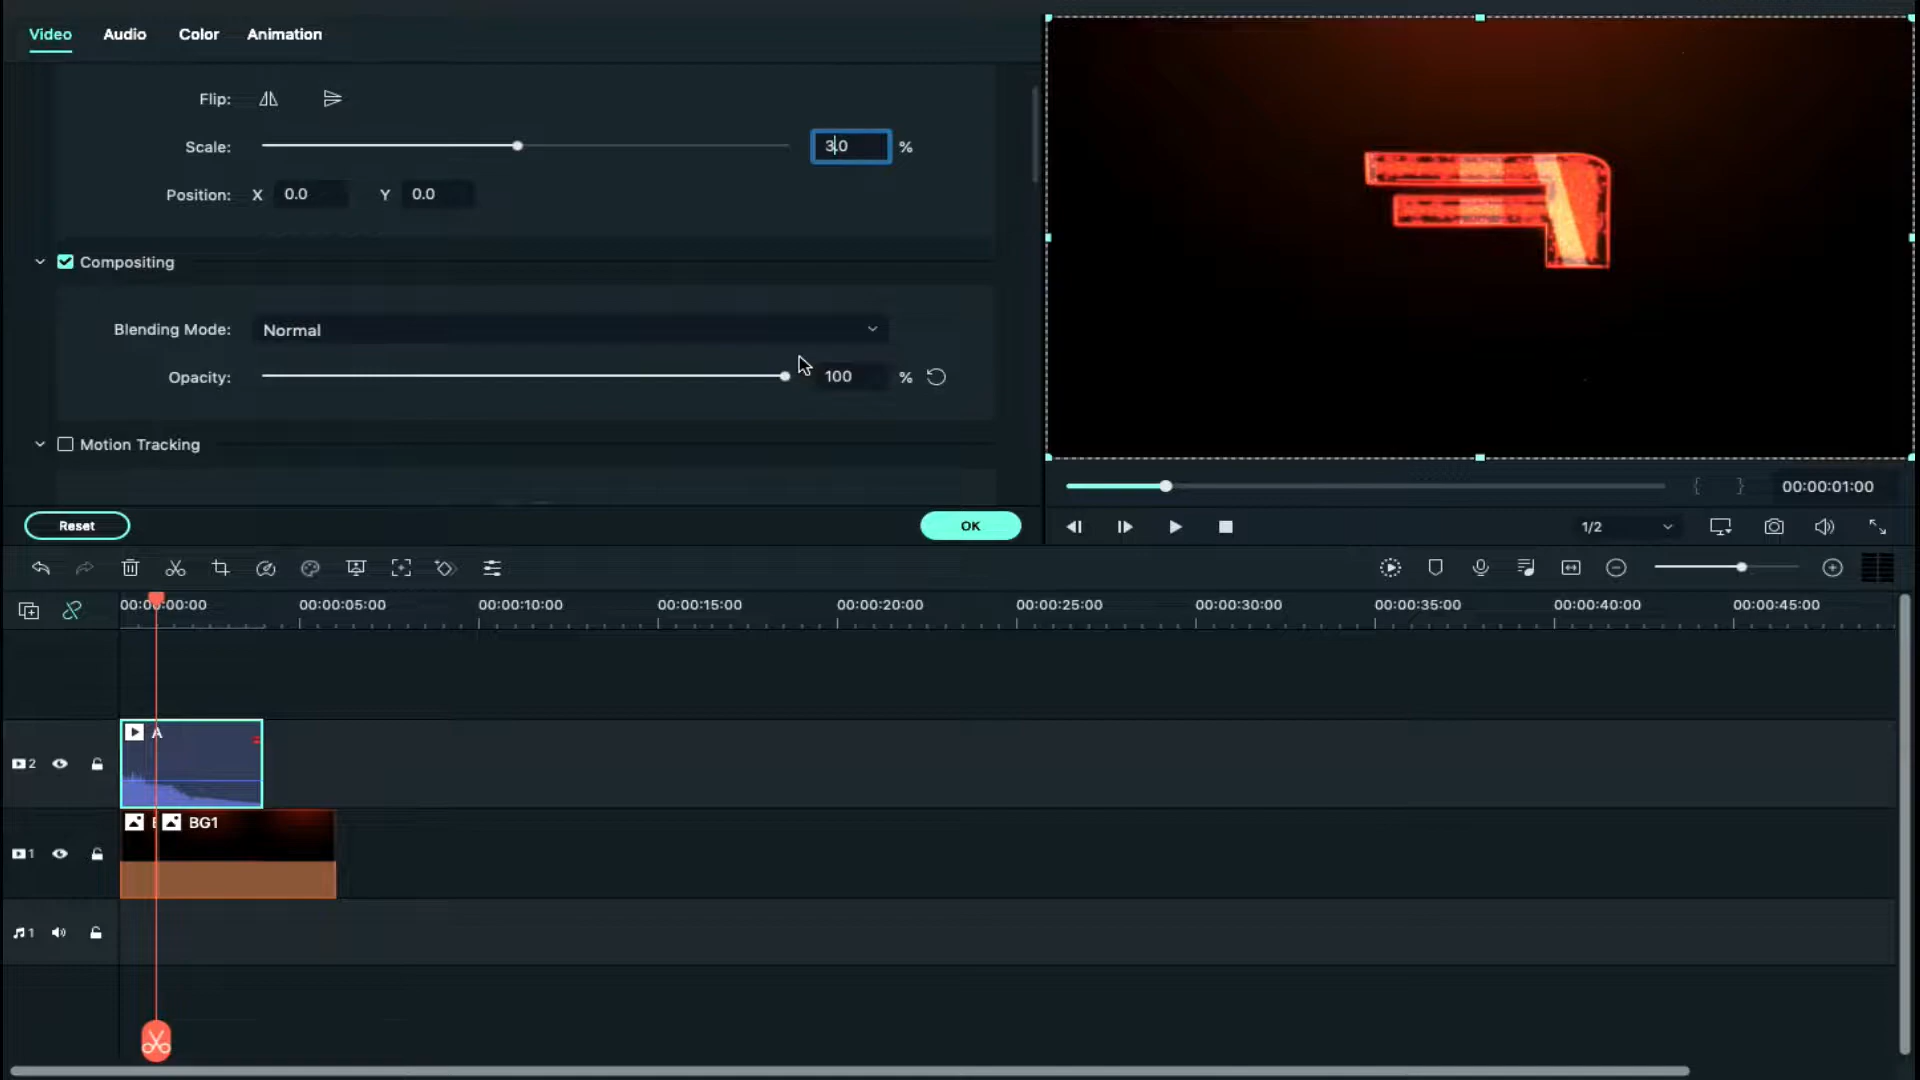 Video Audio Color Animation
Flip:
Scale: 3.0 %
Position: X 0.0 Y 0.0
Compositing
Blending Mode: Normal
Opacity: 100 %
Motion Tracking
Reset OK
{ } 00:00:01:00
1/2
00:00:00:00 00:00:05:00 00:00:10:00 00:00:15:00 00:00:20:00 00:00:25:00 00:00:30:00 00:00:35:00 00:00:40:00 00:00:45:00
A
2
BG1
1
1